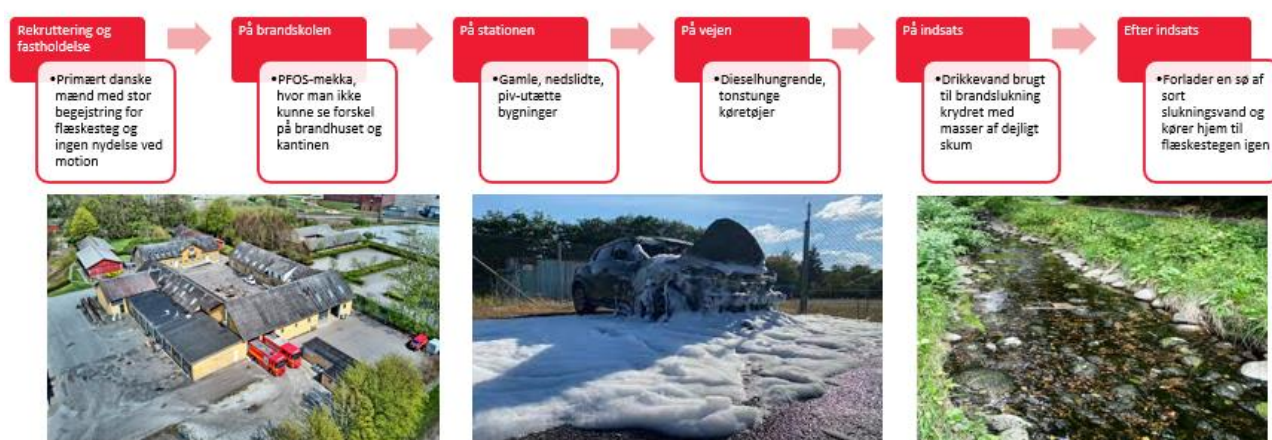 Rekruttering og
fastholdelse
•Primært danske
mænd med stor
begejstring for
flæskesteg og
ingen nydelse ved
motion
På brandskolen
•PFOS-mekka,
hvor man ikke
kunne se forskel
på brandhuset og
kantinen
På stationen
•Gamle, nedslidte,
piv-utætte
bygninger
På vejen
•Dieselhungrende,
tonstunge
køretøjer
På indsats
•Drikkevand brugt
til brandslukning
krydret med
masser af dejligt
skum
Efter indsats
•Forlader en sø af
sort
slukningsvand og
kører hjem til
flæskestegen igen